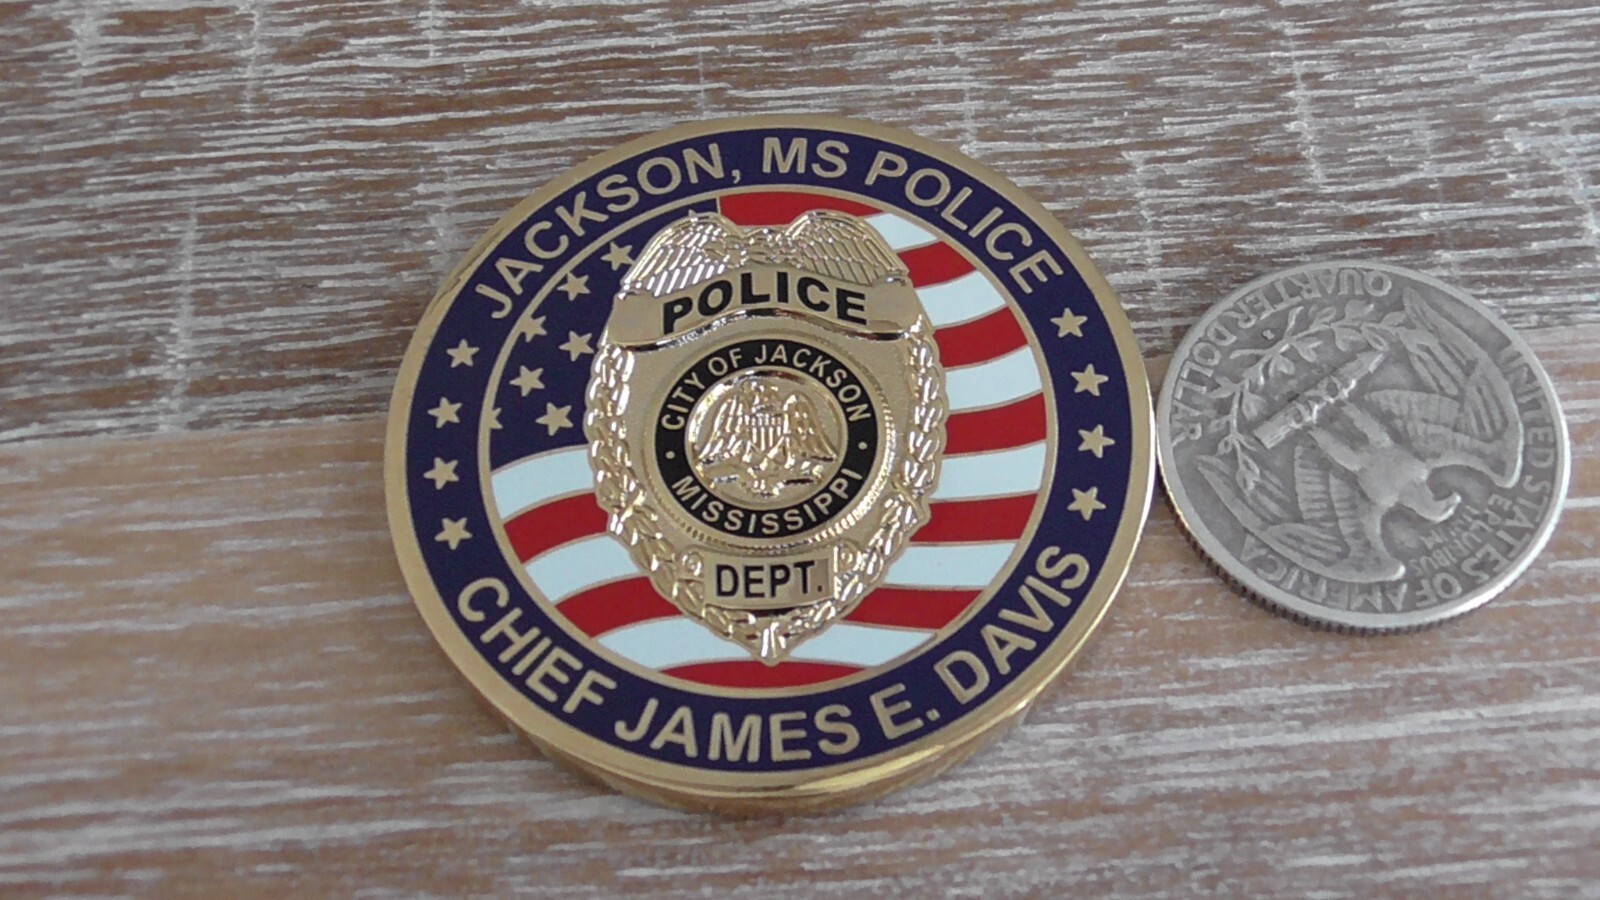 JACKSON, MS POLICE
POLICE
CITY OF JACKSON
MISSISSIPPI
DEPT.
CHIEF JAMES E. DAVIS
UNITED STATES OF AMERICA
E PLURIBUS UNUM
QUARTER DOLLAR